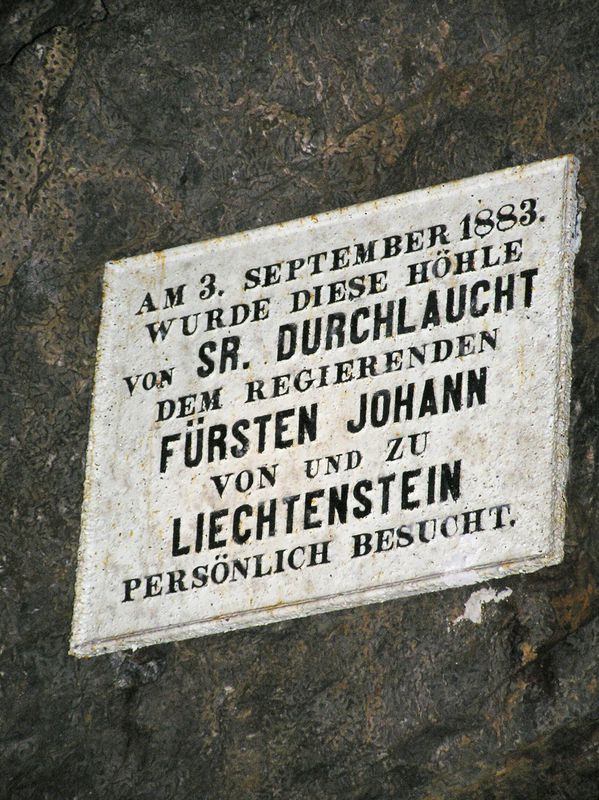 AM 3. SEPTEMBER 1883.
WURDE DIESE HÖHLE
VON SR. DURCHLAUCHT
DEM REGIERENDEN
FÜRSTEN JOHANN
VON UND ZU
LIECHTENSTEIN
PERSÖNLICH BESUCHT.